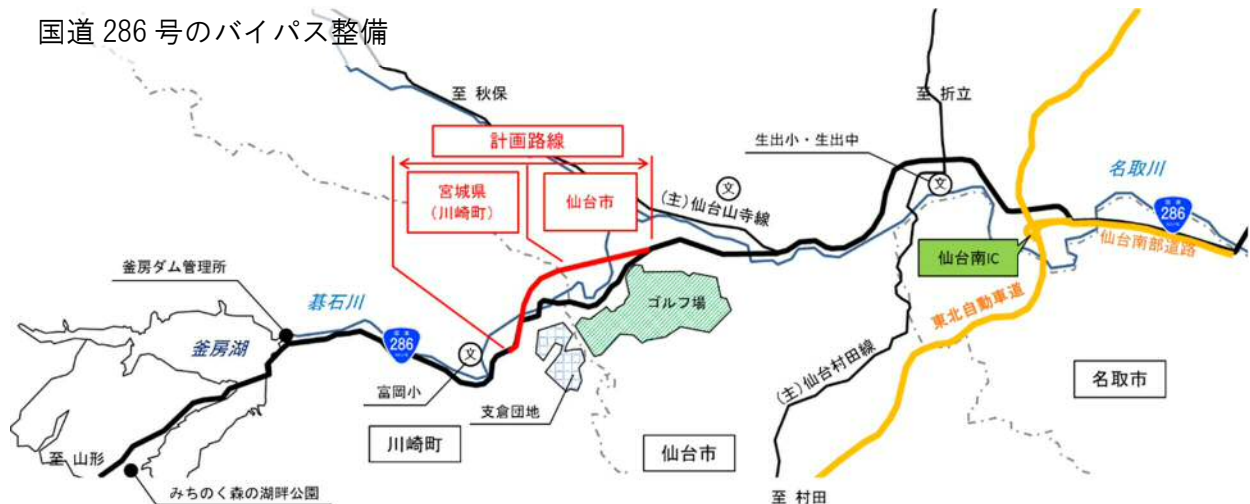 国道 286 号のバイパス整備
至 秋保
至 折立
計画路線
生出小・生出中
名取川
宮城県
(川崎町)
仙台市
文
(主)仙台山寺線
文
286
仙台南IC
仙台南部道路
釜房ダム管理所
碁石川
ゴルフ場
東北自動車道
釜房湖
286
文
富岡小
支倉団地
(主)仙台村田線
名取市
川崎町
仙台市
至 山形
みちのく森の湖畔公園
至 村田